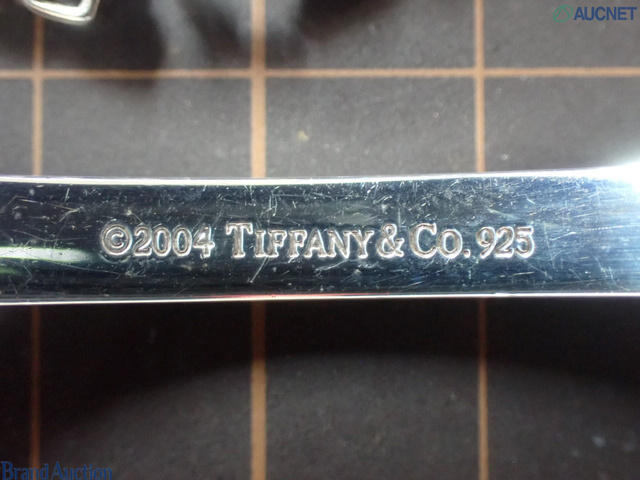 AUCNET
©2004 TIFFANY & CO. 925
Brand Auction